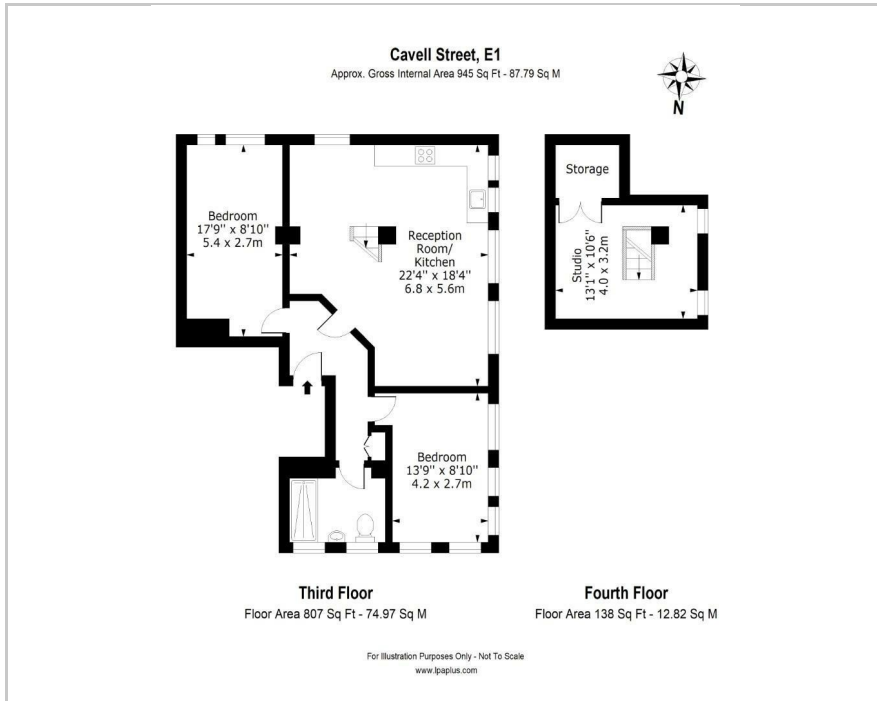 Cavell Street, E1
Approx. Gross Internal Area 945 Sq Ft - 87.79 Sq M
N
Bedroom
17'9" x 8'10"
5.4 x 2.7m
Reception
Room/
Kitchen
22'4" x 18'4"
6.8 x 5.6m
Bedroom
13'9" x 8'10"
4.2 x 2.7m
Storage
Studio
13'1" x 10'6"
4.0 x 3.2m
Third Floor
Floor Area 807 Sq Ft - 74.97 Sq M
Fourth Floor
Floor Area 138 Sq Ft - 12.82 Sq M
For Illustration Purposes Only - Not To Scale
www.lpaplus.com